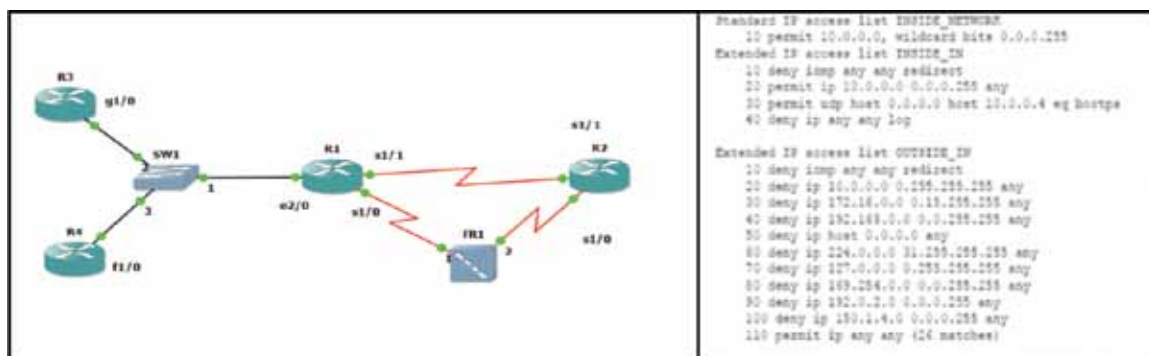 R3
g1/0
SW1
2
1
3
R4
f1/0
R1
s1/1
e2/0
s1/0
s1/1
R2
s1/0
FR1
1
2
Standard IP access list INSIDE_NETWORK
10 permit 10.0.0.0, wildcard bits 0.0.0.255
Extended IP access list INSIDE_IN
10 deny icmp any any redirect
20 permit ip 10.0.0.0 0.0.0.255 any
30 permit udp host 0.0.0.0 host 10.0.0.4 eq bootps
40 deny ip any any log
Extended IP access list OUTSIDE_IN
10 deny icmp any any redirect
20 deny ip 10.0.0.0 0.255.255.255 any
30 deny ip 172.16.0.0 0.15.255.255 any
40 deny ip 192.168.0.0 0.0.255.255 any
50 deny ip host 0.0.0.0 any
60 deny ip 224.0.0.0 31.255.255.255 any
70 deny ip 127.0.0.0 0.255.255.255 any
80 deny ip 169.254.0.0 0.0.255.255 any
90 deny ip 192.0.2.0 0.0.0.255 any
100 deny ip 150.1.4.0 0.0.0.255 any
110 permit ip any any (26 matches)